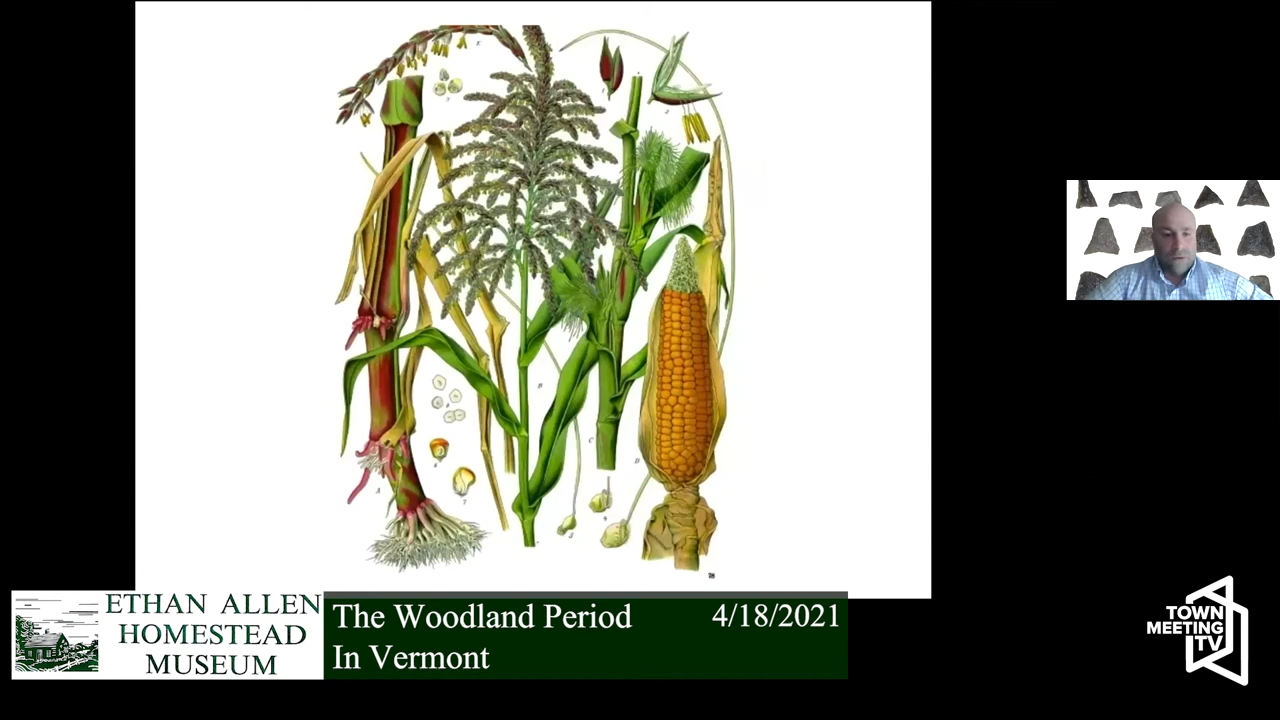 ETHAN ALLEN
HOMESTEAD
MUSEUM
The Woodland Period
In Vermont
4/18/2021
TOWN
MEETING
TV